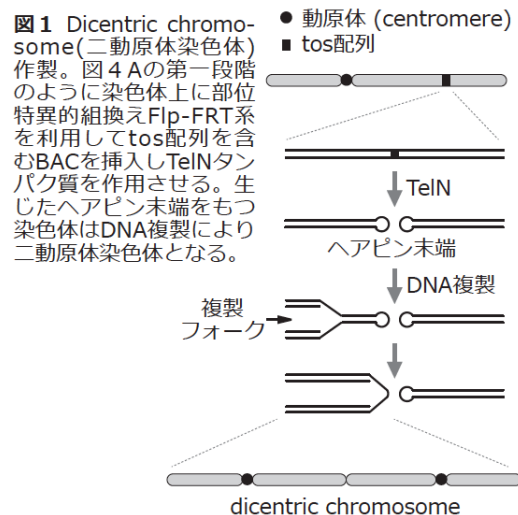 図1 Dicentric chromo-
some(二動原体染色体)
作製。図４Aの第一段階
のように染色体上に部位
特異的組換えFlp-FRT系
を利用してtos配列を含
むBACを挿入しTelNタン
パク質を作用させる。生
じたヘアピン末端をもつ
染色体はDNA複製により
二動原体染色体となる。
動原体 (centromere)
tos配列
TelN
ヘアピン末端
DNA複製
複製
フォーク
dicentric chromosome